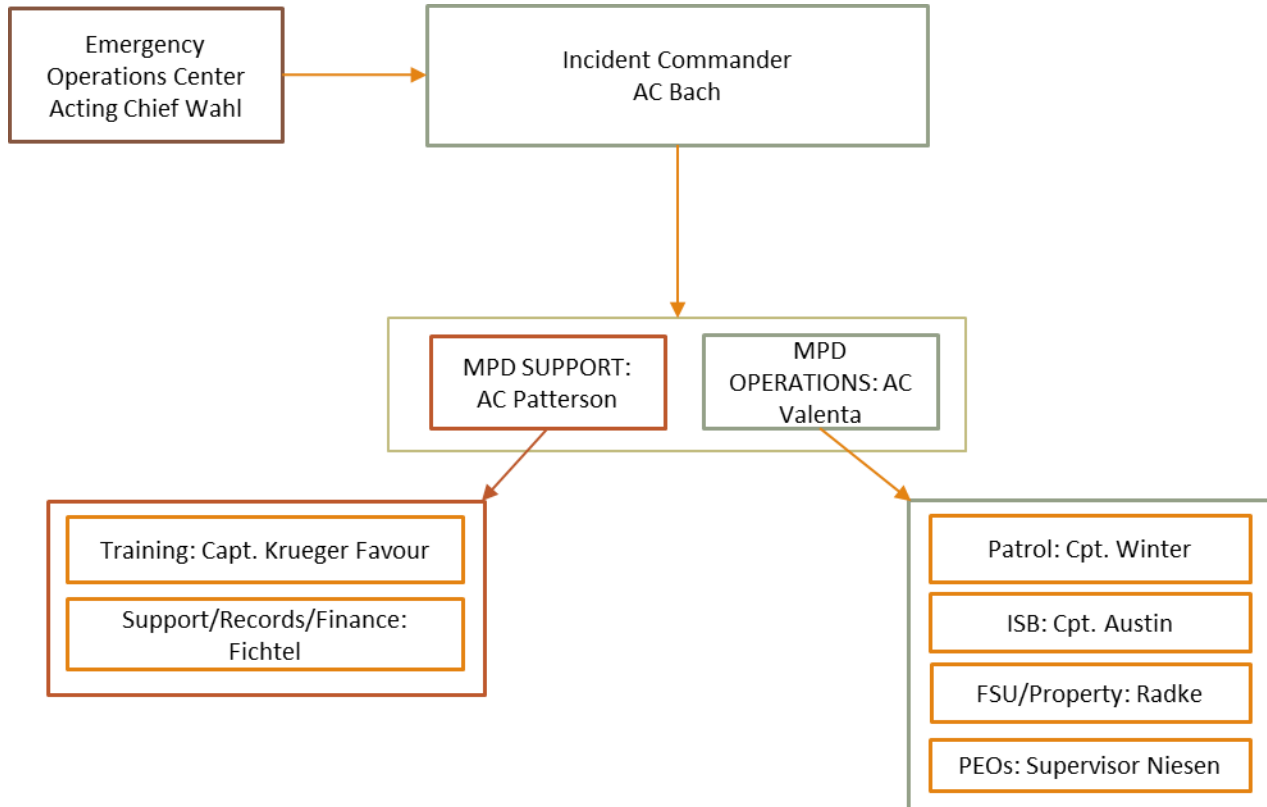 Emergency
Operations Center
Acting Chief Wahl
Incident Commander
AC Bach
MPD SUPPORT:
AC Patterson
MPD
OPERATIONS: AC
Valenta
Training: Capt. Krueger Favour
Support/Records/Finance:
Fichtel
Patrol: Cpt. Winter
ISB: Cpt. Austin
FSU/Property: Radke
PEOs: Supervisor Niesen